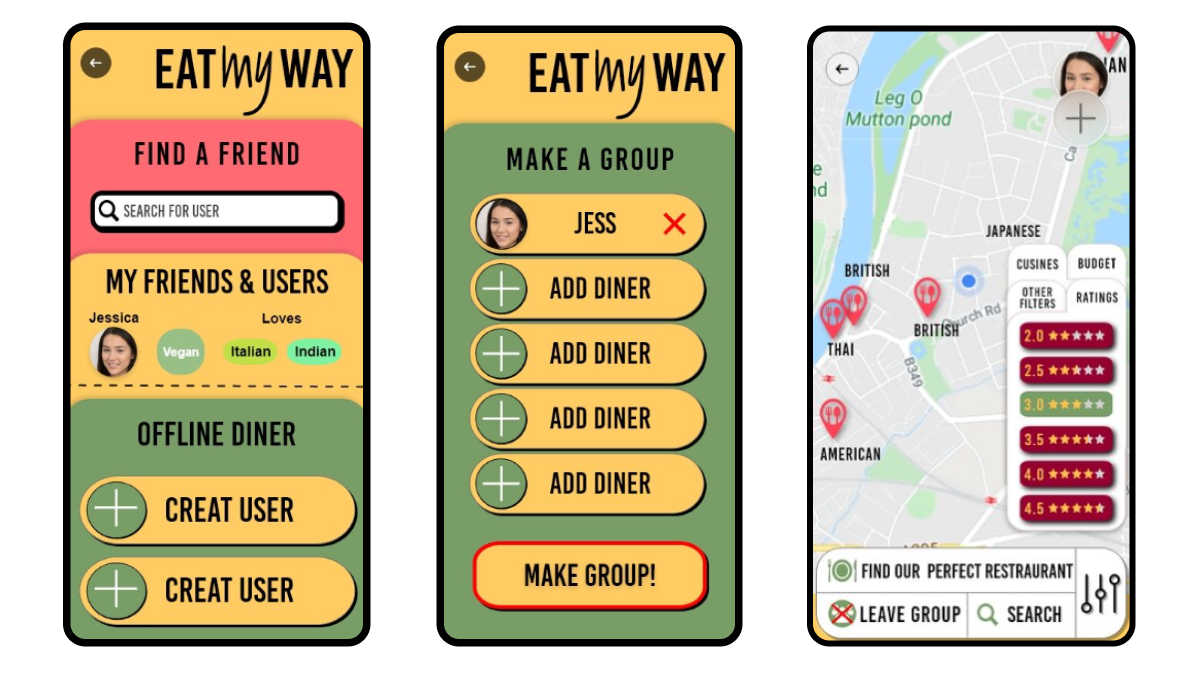 EAT my WAY
FIND A FRIEND
SEARCH FOR USER
MY FRIENDS & USERS
Jessica
Loves
Vegan
Italian
Indian
OFFLINE DINER
CREAT USER
CREAT USER
EAT my WAY
MAKE A GROUP
JESS
ADD DINER
ADD DINER
ADD DINER
ADD DINER
MAKE GROUP!
Leg O
Mutton pond
JAPANESE
BRITISH
BRITISH
THAI
Church Rd
B349
AMERICAN
CUSINES
BUDGET
OTHER
FILTERS
RATINGS
2.0
2.5
3.0
3.5
4.0
4.5
FIND OUR PERFECT RESTRAURANT
LEAVE GROUP
SEARCH